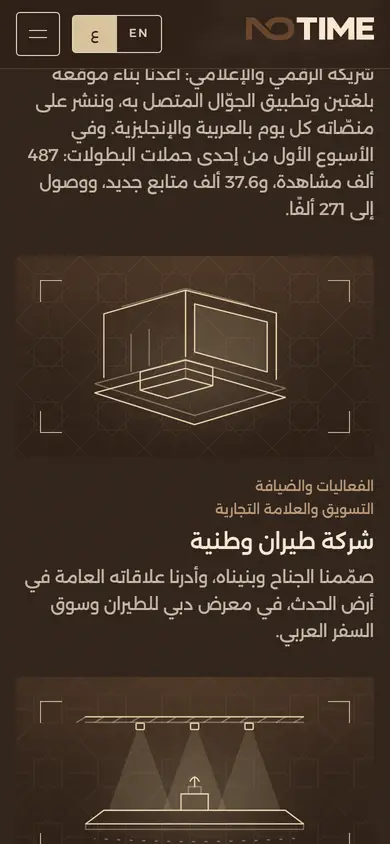 NOTIME
ع EN
شريكه الرقمي والإعلامي: أعدنا بناء موقعه
بلغتين وتطبيق الجوّال المتصل به، وننشر على
منصّاته كل يوم بالعربية والإنجليزية. وفي
الأسبوع الأول من إحدى حملات البطولات: 487
ألف مشاهدة، و37.6 ألف متابع جديد، ووصول
إلى 271 ألفًا.
الفعاليات والضيافة
التسويق والعلامة التجارية
شركة طيران وطنية
صمّمنا الجناح وبنيناه، وأدرنا علاقاته العامة في
أرض الحدث، في معرض دبي للطيران وسوق
السفر العربي.